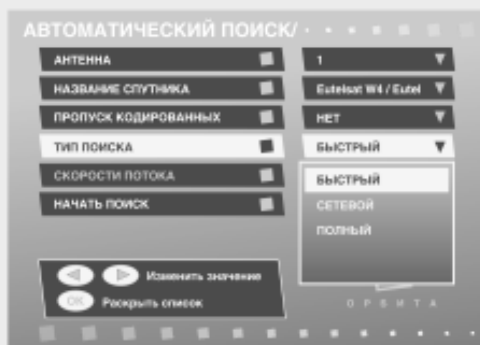 АВТОМАТИЧЕСКИЙ ПОИСК/
АНТЕННА 1
НАЗВАНИЕ СПУТНИКА Eutelsat W4 / Eutel
ПРОПУСК КОДИРОВАННЫХ НЕТ
ТИП ПОИСКА БЫСТРЫЙ
СКОРОСТИ ПОТОКА БЫСТРЫЙ
НАЧАТЬ ПОИСК СЕТЕВОЙ
ПОЛНЫЙ
Изменить значение
OK Раскрыть список
ОРБИТА